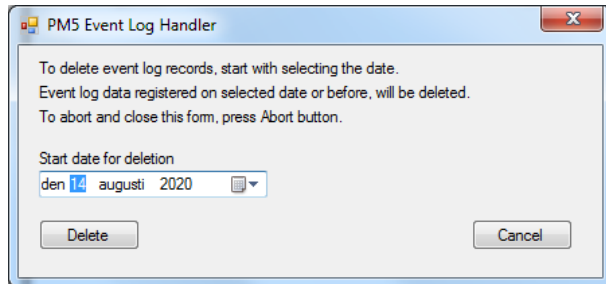 PM5 Event Log Handler
To delete event log records, start with selecting the date.
Event log data registered on selected date or before, will be deleted.
To abort and close this form, press Abort button.
Start date for deletion
den 14 augusti 2020
Delete
Cancel